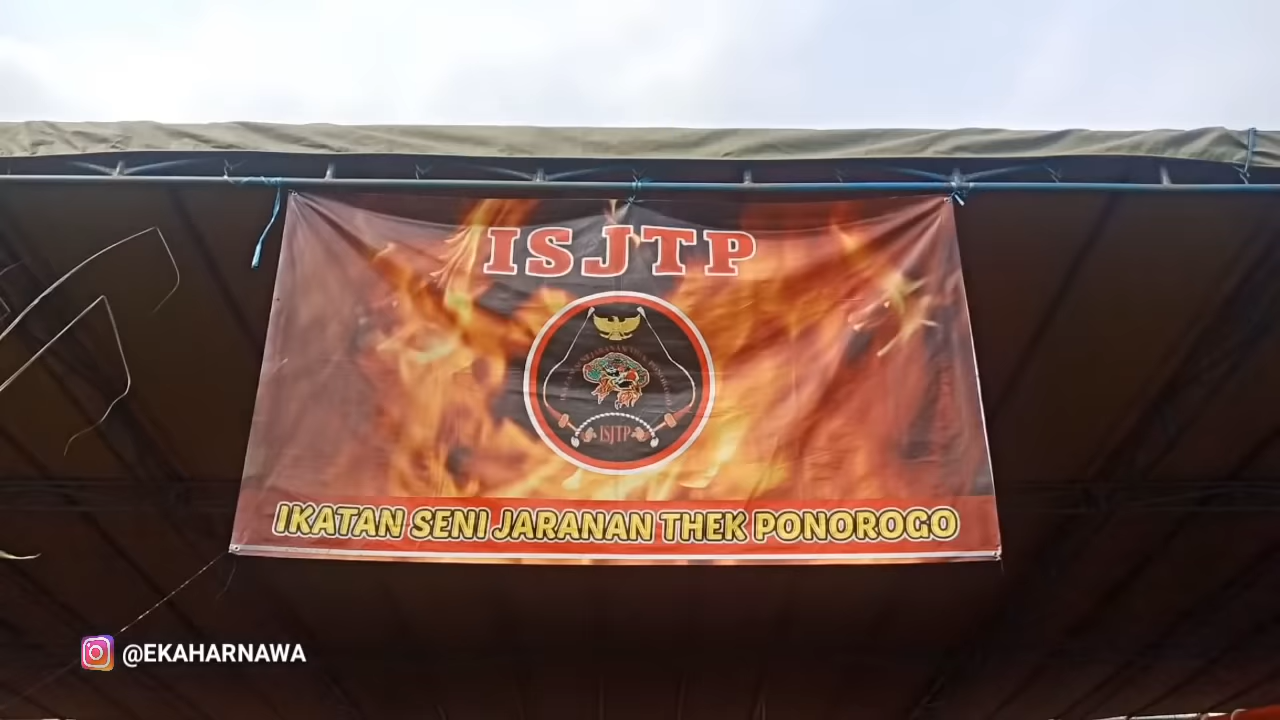 ISJTP
ISJTP
IKATAN SENI JARANAN THEK PONOROGO
@EKAHARNAWA